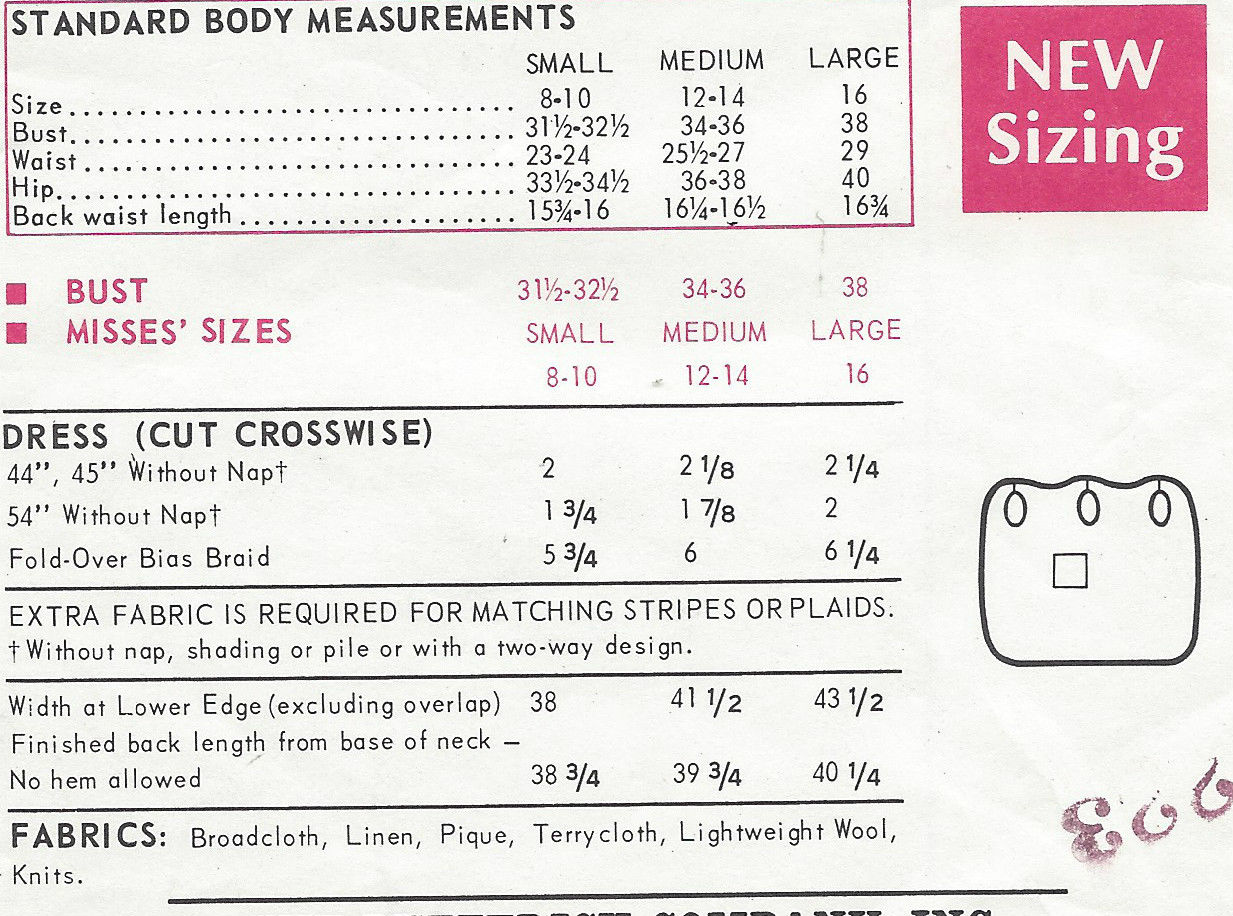 STANDARD BODY MEASUREMENTS
SMALL MEDIUM LARGE
Size 8-10 12-14 16
Bust 31½-32½ 34-36 38
Waist 23-24 25½-27 29
Hip 33½-34½ 36-38 40
Back waist length 15¾-16 16¼-16½ 16¾
NEW
Sizing
BUST 31½-32½ 34-36 38
MISSES' SIZES SMALL MEDIUM LARGE
8-10 12-14 16
DRESS (CUT CROSSWISE)
44", 45" Without Nap† 2 2 1/8 2 1/4
54" Without Nap† 1 3/4 1 7/8 2
Fold-Over Bias Braid 5 3/4 6 6 1/4
EXTRA FABRIC IS REQUIRED FOR MATCHING STRIPES OR PLAIDS.
† Without nap, shading or pile or with a two-way design.
Width at Lower Edge (excluding overlap) 38 41 1/2 43 1/2
Finished back length from base of neck –
No hem allowed 38 3/4 39 3/4 40 1/4
FABRICS: Broadcloth, Linen, Pique, Terrycloth, Lightweight Wool,
Knits.